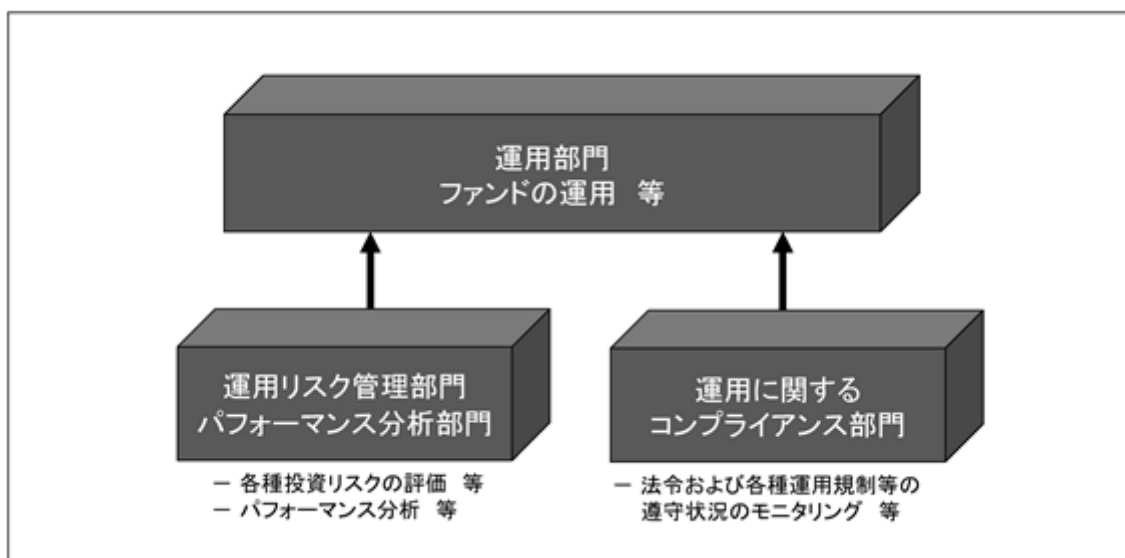 運用部門
ファンドの運用 等
運用リスク管理部門
パフォーマンス分析部門
運用に関する
コンプライアンス部門
－ 各種投資リスクの評価 等
－ パフォーマンス分析 等
－ 法令および各種運用規制等の
遵守状況のモニタリング 等